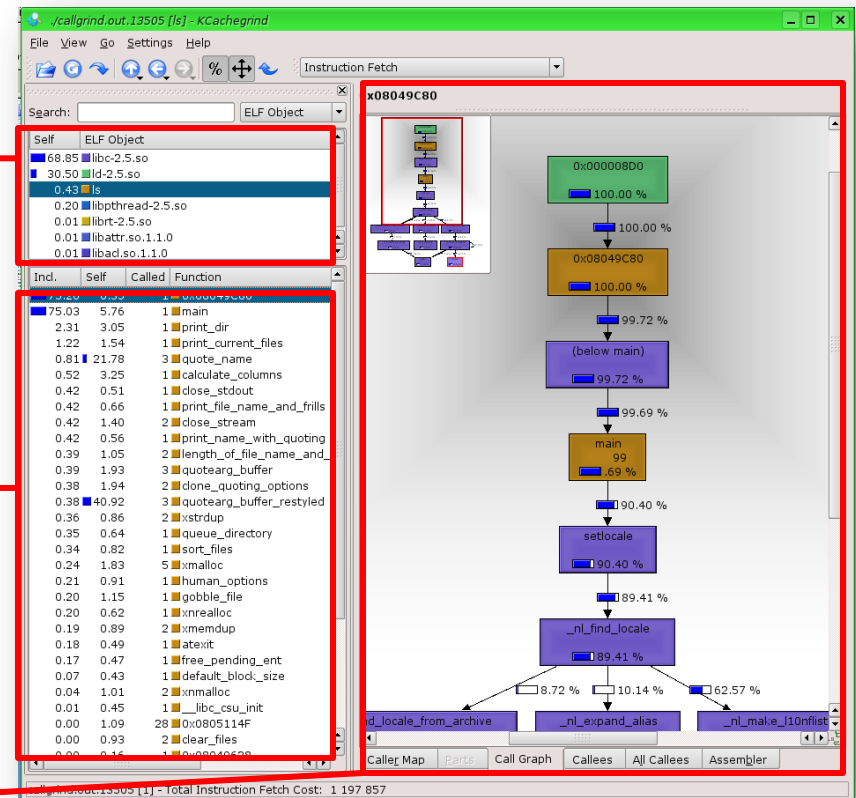 ./callgrind.out.13505 [ls] - KCachegrind
File View Go Settings Help
% Instruction Fetch
Search: ELF Object
Self ELF Object
68.85 libc-2.5.so
30.50 ld-2.5.so
0.43 ls
0.20 libpthread-2.5.so
0.01 librt-2.5.so
0.01 libattr.so.1.1.0
0.01 libacl.so.1.1.0
Incl. Self Called Function
75.03 5.76 1 main
2.31 3.05 1 print_dir
1.22 1.54 1 print_current_files
0.81 21.78 3 quote_name
0.52 3.25 1 calculate_columns
0.42 0.51 1 close_stdout
0.42 0.66 1 print_file_name_and_frills
0.42 1.40 2 close_stream
0.42 0.56 1 print_name_with_quoting
0.39 1.05 2 length_of_file_name_and_
0.39 1.93 3 quotearg_buffer
0.38 1.94 2 clone_quoting_options
0.38 40.92 3 quotearg_buffer_restyled
0.36 0.86 2 xstrdup
0.35 0.64 1 queue_directory
0.34 0.82 1 sort_files
0.24 1.83 5 xmalloc
0.21 0.91 1 human_options
0.20 1.15 1 gobble_file
0.20 0.62 1 xnrealloc
0.19 0.89 2 xmemdup
0.18 0.49 1 atexit
0.17 0.47 1 free_pending_ent
0.07 0.43 1 default_block_size
0.04 1.01 2 xnmalloc
0.01 0.45 1 __libc_csu_init
0.00 1.09 28 0x0805114F
0.00 0.93 2 clear_files
x08049C80
0x000008D0
100.00 %
100.00 %
0x08049C80
100.00 %
99.72 %
(below main)
99.72 %
99.69 %
main
99
.69 %
90.40 %
setlocale
90.40 %
89.41 %
_nl_find_locale
89.41 %
8.72 % 10.14 % 62.57 %
nd_locale_from_archive _nl_expand_alias _nl_make_l10nflist
Caller Map Parts Call Graph Callees All Callees Assembler
callgrind.out.13505 [1] - Total Instruction Fetch Cost: 1 197 857